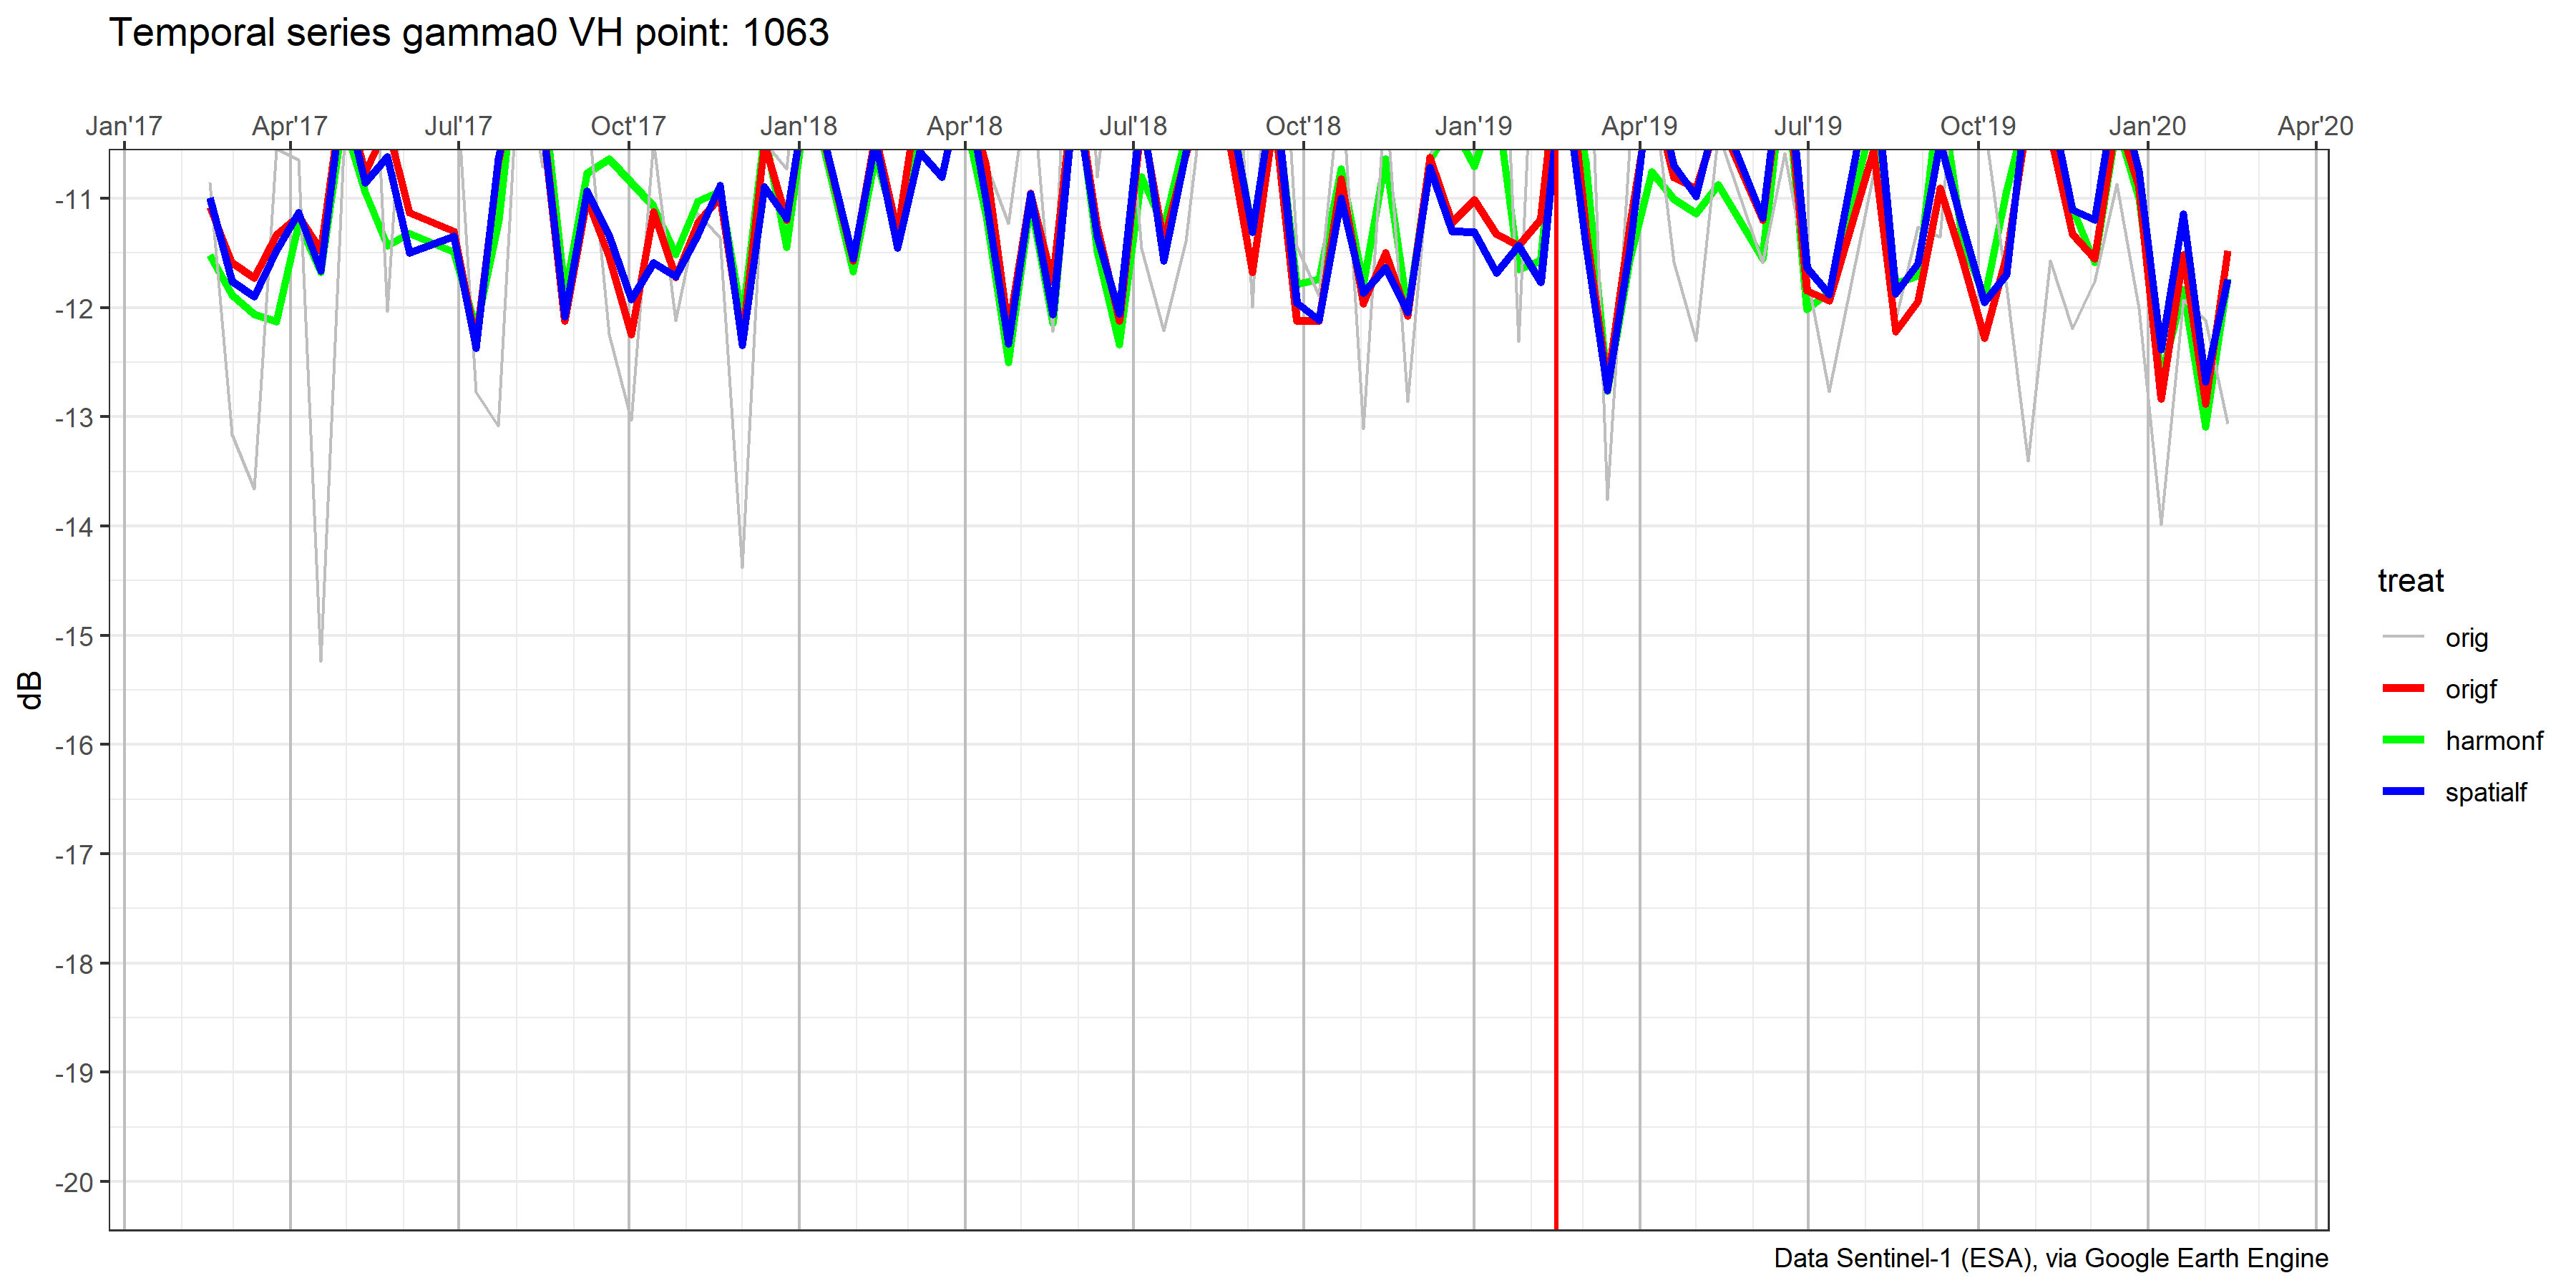 Temporal series gamma0 VH point: 1063
Jan'17 Apr'17 Jul'17 Oct'17 Jan'18 Apr'18 Jul'18 Oct'18 Jan'19 Apr'19 Jul'19 Oct'19 Jan'20 Apr'20
-11
-12
-13
-14
-15
-16
-17
-18
-19
-20
dB
treat
orig
origf
harmonf
spatialf
Data Sentinel-1 (ESA), via Google Earth Engine